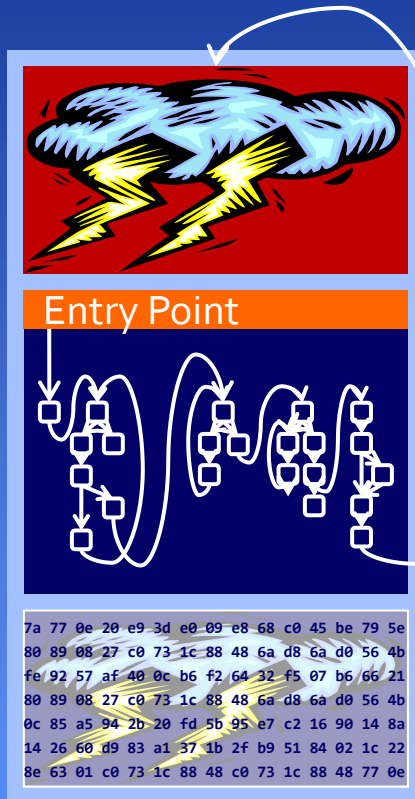 Entry Point
7a 77 0e 20 e9 3d e0 09 e8 68 c0 45 be 79 5e
80 89 08 27 c0 73 1c 88 48 6a d8 6a d0 56 4b
fe 92 57 af 40 0c b6 f2 64 32 f5 07 b6 66 21
80 89 08 27 c0 73 1c 88 48 6a d8 6a d0 56 4b
0c 85 a5 94 2b 20 fd 5b 95 e7 c2 16 90 14 8a
14 26 60 d9 83 a1 37 1b 2f b9 51 84 02 1c 22
8e 63 01 c0 73 1c 88 48 c0 73 1c 88 48 77 0e